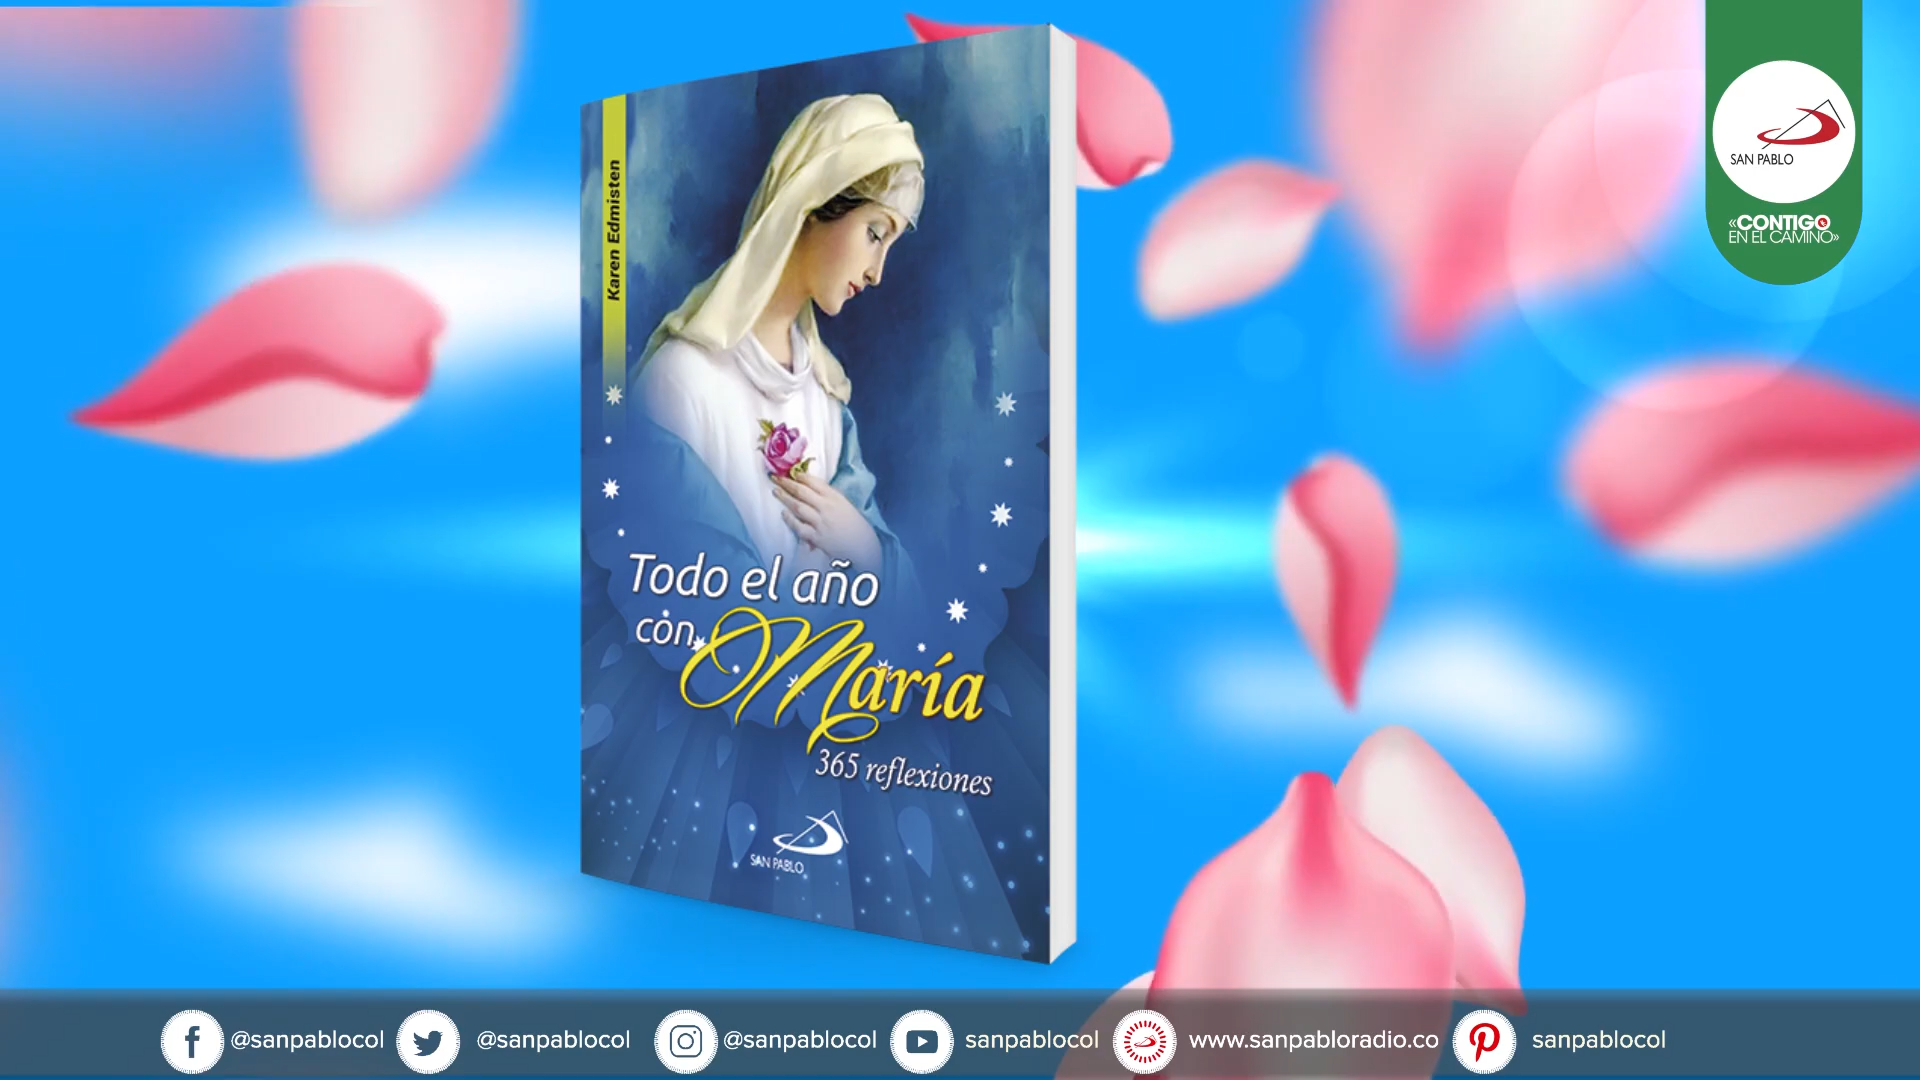 SAN PABLO
«CONTIGO
EN EL CAMINO»
Karen Edmisten
Todo el año
con María
365 reflexiones
SAN PABLO
@sanpablocol @sanpablocol @sanpablocol sanpablocol www.sanpabloradio.co sanpablocol